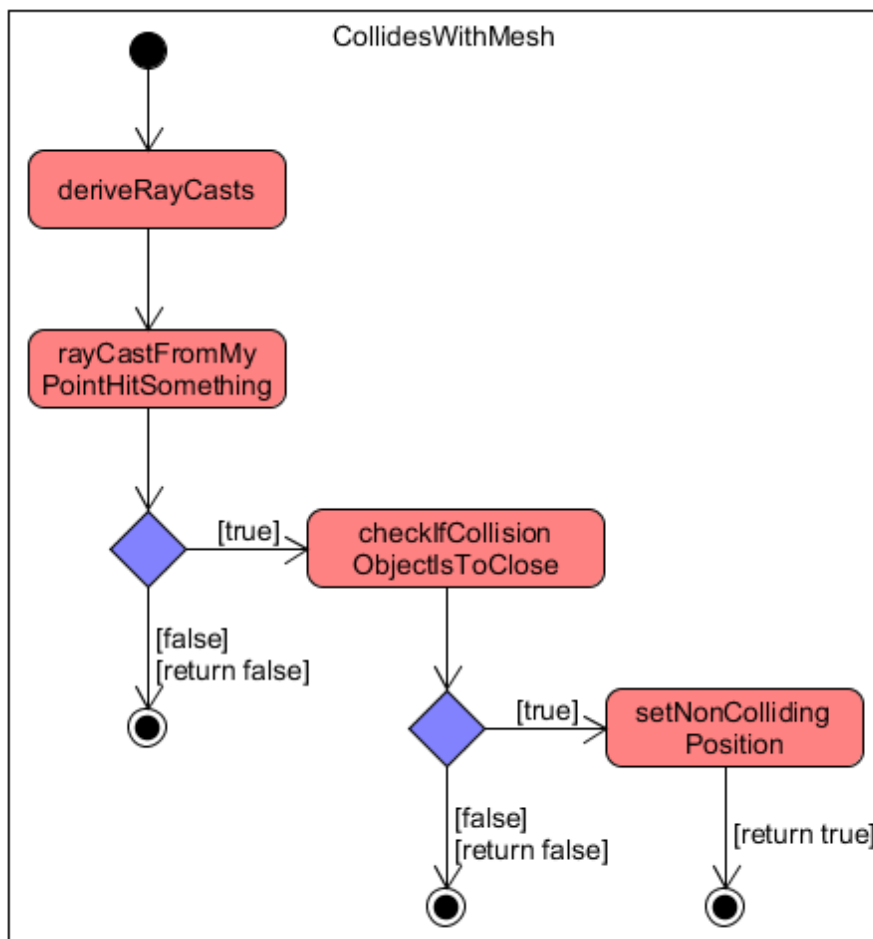 CollidesWithMesh
deriveRayCasts
rayCastFromMy
PointHitSomething
[true]
checkIfCollision
ObjectIsToClose
[false]
[return false]
[true]
setNonColliding
Position
[false]
[return false]
[return true]